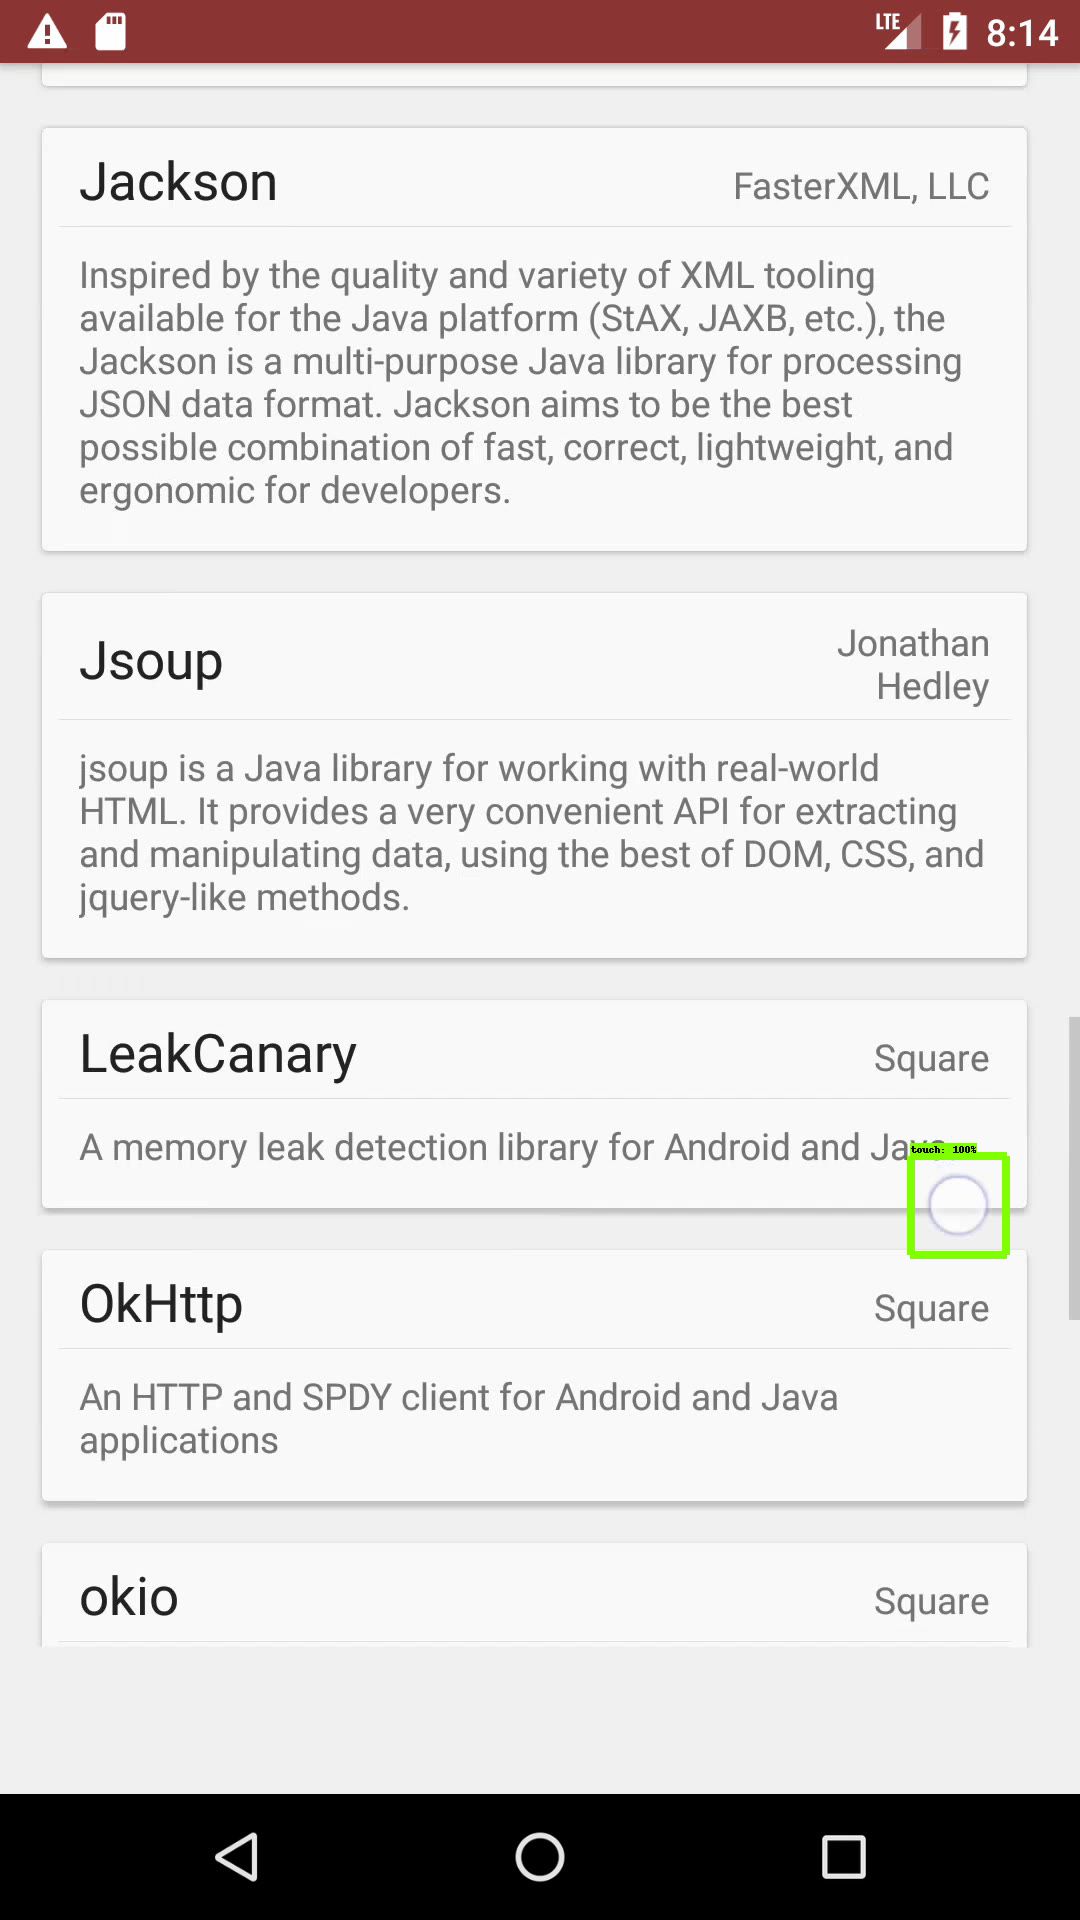 LTE 8:14
Jackson FasterXML, LLC
Inspired by the quality and variety of XML tooling
available for the Java platform (StAX, JAXB, etc.), the
Jackson is a multi-purpose Java library for processing
JSON data format. Jackson aims to be the best
possible combination of fast, correct, lightweight, and
ergonomic for developers.
Jsoup Jonathan
Hedley
jsoup is a Java library for working with real-world
HTML. It provides a very convenient API for extracting
and manipulating data, using the best of DOM, CSS, and
jquery-like methods.
LeakCanary Square
A memory leak detection library for Android and Java
touch: 100%
OkHttp Square
An HTTP and SPDY client for Android and Java
applications
okio Square